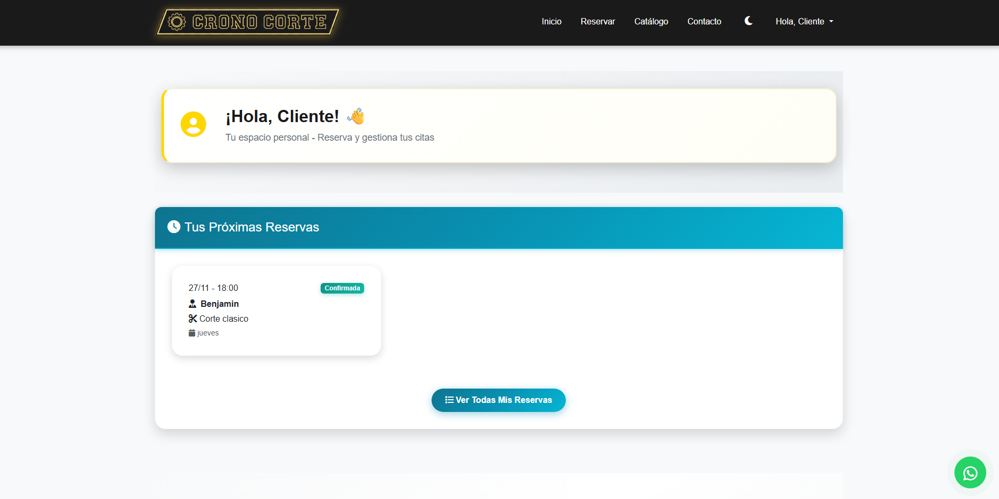 CRONO CORTE
Inicio
Reservar
Catálogo
Contacto
Hola, Cliente
¡Hola, Cliente! 👋
Tu espacio personal - Reserva y gestiona tus citas
Tus Próximas Reservas
27/11 - 18:00
Confirmada
Benjamin
Corte clasico
jueves
Ver Todas Mis Reservas